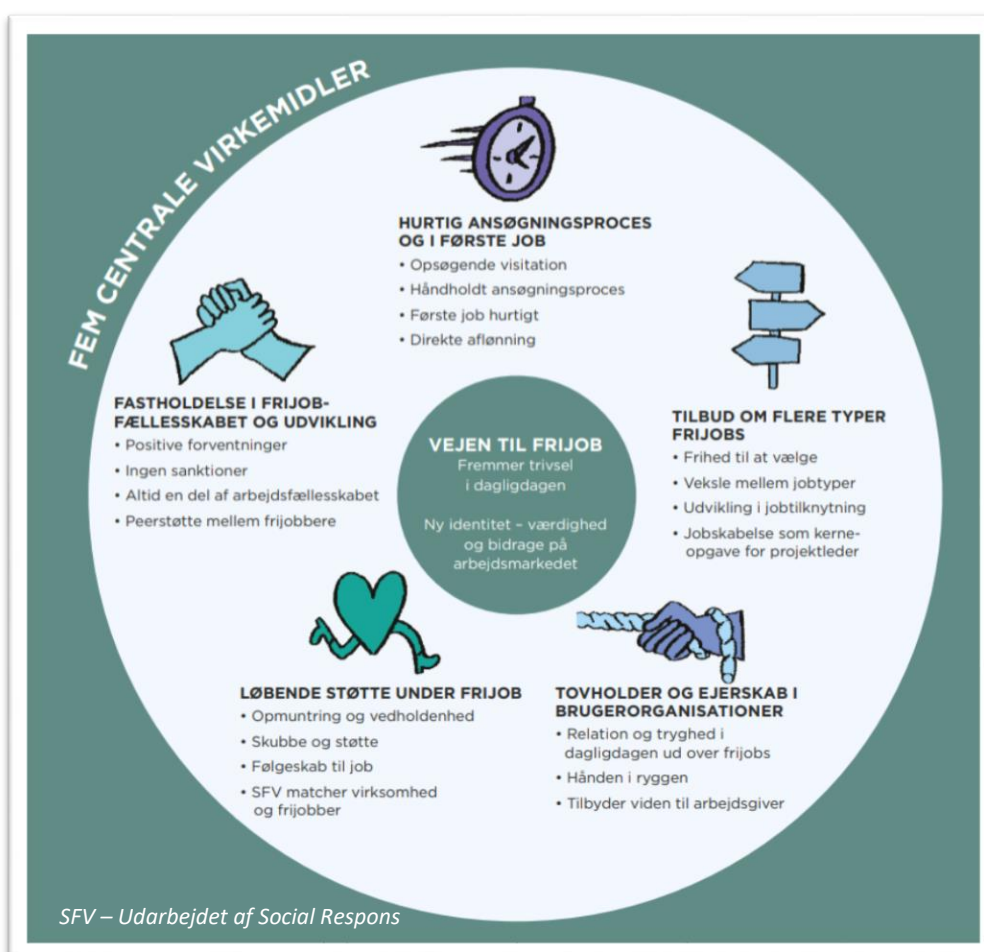 FEM CENTRALE VIRKEMIDLER
HURTIG ANSØGNINGSPROCES
OG I FØRSTE JOB
• Opsøgende visitation
• Håndholdt ansøgningsproces
• Første job hurtigt
• Direkte aflønning
TILBUD OM FLERE TYPER
FRIJOBS
• Frihed til at vælge
• Veksle mellem jobtyper
• Udvikling i jobtilknytning
• Jobskabelse som kerne-
opgave for projektleder
TOVHOLDER OG EJERSKAB I
BRUGERORGANISATIONER
• Relation og tryghed i
dagligdagen ud over frijobs
• Hånden i ryggen
• Tilbyder viden til arbejdsgiver
LØBENDE STØTTE UNDER FRIJOB
• Opmuntring og vedholdenhed
• Skubbe og støtte
• Følgeskab til job
• SFV matcher virksomhed
og frijobber
FASTHOLDELSE I FRIJOB-
FÆLLESSKABET OG UDVIKLING
• Positive forventninger
• Ingen sanktioner
• Altid en del af arbejdsfællesskabet
• Peerstøtte mellem frijobbere
VEJEN TIL FRIJOB
Fremmer trivsel
i dagligdagen
Ny identitet – værdighed
og bidrage på
arbejdsmarkedet
SFV – Udarbejdet af Social Respons